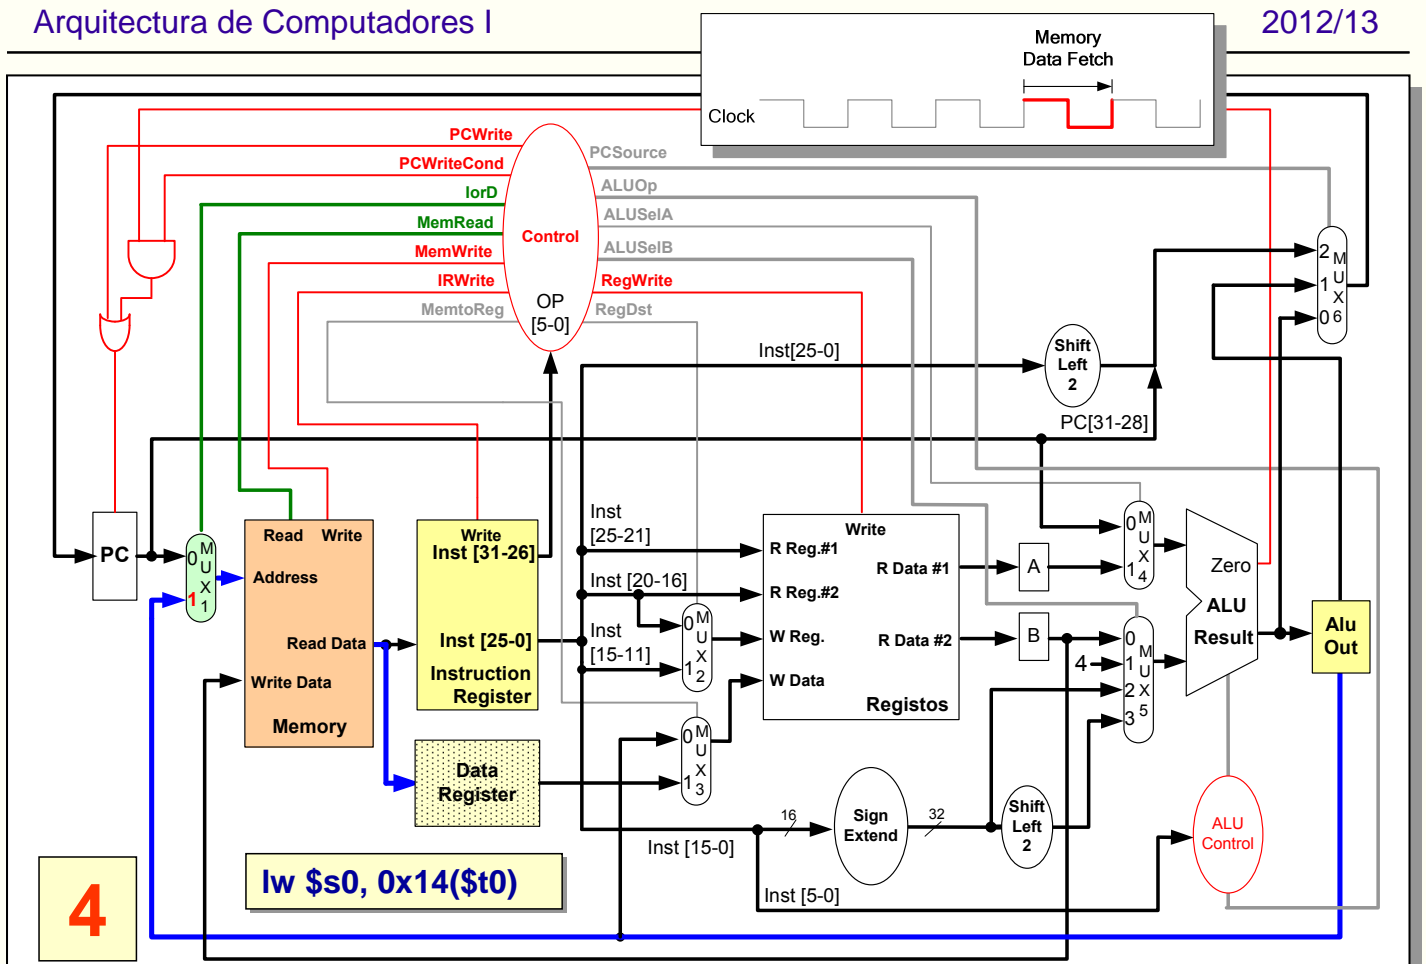 Arquitectura de Computadores I
2012/13
Memory
Data Fetch
Clock
PCWrite
PCWriteCond
IorD
MemRead
MemWrite
IRWrite
MemtoReg
Control
OP
[5-0]
PCSource
ALUOp
ALUSelA
ALUSelB
RegWrite
RegDst
2
1
0
M
U
X
6
Inst[25-0]
Shift
Left
2
PC[31-28]
PC
0
1
M
U
X
1
Read Write
Address
Read Data
Write Data
Memory
Write
Inst [31-26]
Inst [25-0]
Instruction
Register
Data
Register
Inst
[25-21]
Inst [20-16]
Inst
[15-11]
0
1
M
U
X
2
0
1
M
U
X
3
Write
R Reg.#1
R Reg.#2
W Reg.
W Data
R Data #1
R Data #2
Registos
A
B
0
1
M
U
X
4
4
0
1
2
3
M
U
X
5
Zero
ALU
Result
Alu
Out
16
Sign
Extend
32
Shift
Left
2
ALU
Control
Inst [15-0]
Inst [5-0]
4
lw $s0, 0x14($t0)